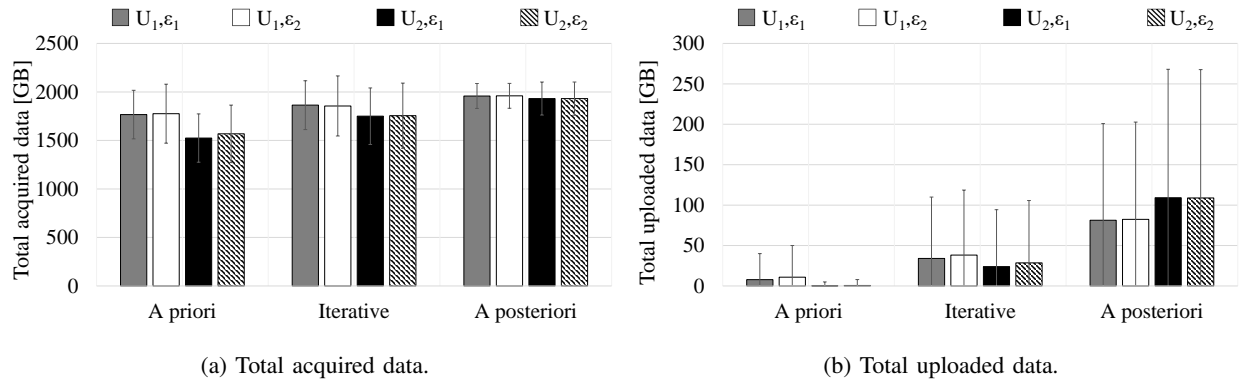 U₁,ε₁ U₁,ε₂ U₂,ε₁ U₂,ε₂
Total acquired data [GB]
2500
2000
1500
1000
500
0
A priori Iterative A posteriori
(a) Total acquired data.
U₁,ε₁ U₁,ε₂ U₂,ε₁ U₂,ε₂
Total uploaded data [GB]
300
250
200
150
100
50
0
A priori Iterative A posteriori
(b) Total uploaded data.